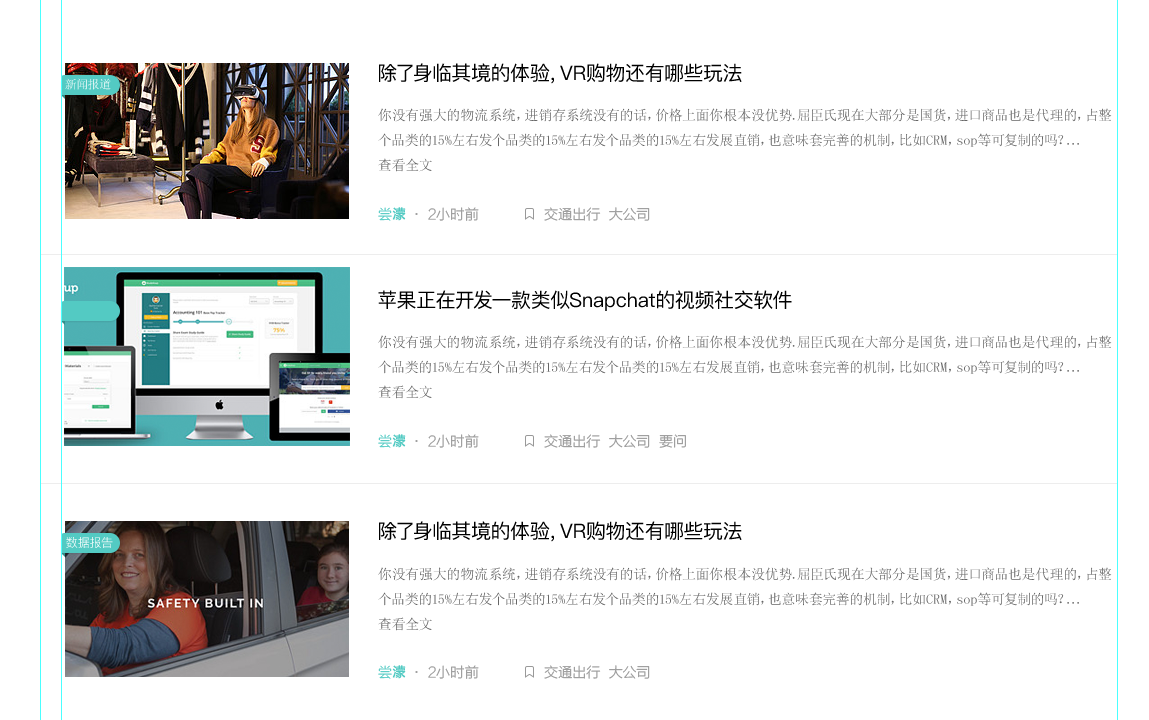 新闻报道
除了身临其境的体验, VR购物还有哪些玩法
你没有强大的物流系统, 进销存系统没有的话, 价格上面你根本没优势.屈臣氏现在大部分是国货, 进口商品也是代理的, 占整
个品类的15%左右发个品类的15%左右发个品类的15%左右发展直销, 也意味套完善的机制, 比如CRM, sop等可复制的吗?...
查看全文
尝濛 · 2小时前 交通出行 大公司
up
Accounting 101
75%
苹果正在开发一款类似Snapchat的视频社交软件
你没有强大的物流系统, 进销存系统没有的话, 价格上面你根本没优势.屈臣氏现在大部分是国货, 进口商品也是代理的, 占整
个品类的15%左右发个品类的15%左右发个品类的15%左右发展直销, 也意味套完善的机制, 比如CRM, sop等可复制的吗?...
查看全文
尝濛 · 2小时前 交通出行 大公司 要问
数据报告
SAFETY BUILT IN
除了身临其境的体验, VR购物还有哪些玩法
你没有强大的物流系统, 进销存系统没有的话, 价格上面你根本没优势.屈臣氏现在大部分是国货, 进口商品也是代理的, 占整
个品类的15%左右发个品类的15%左右发个品类的15%左右发展直销, 也意味套完善的机制, 比如CRM, sop等可复制的吗?...
查看全文
尝濛 · 2小时前 交通出行 大公司